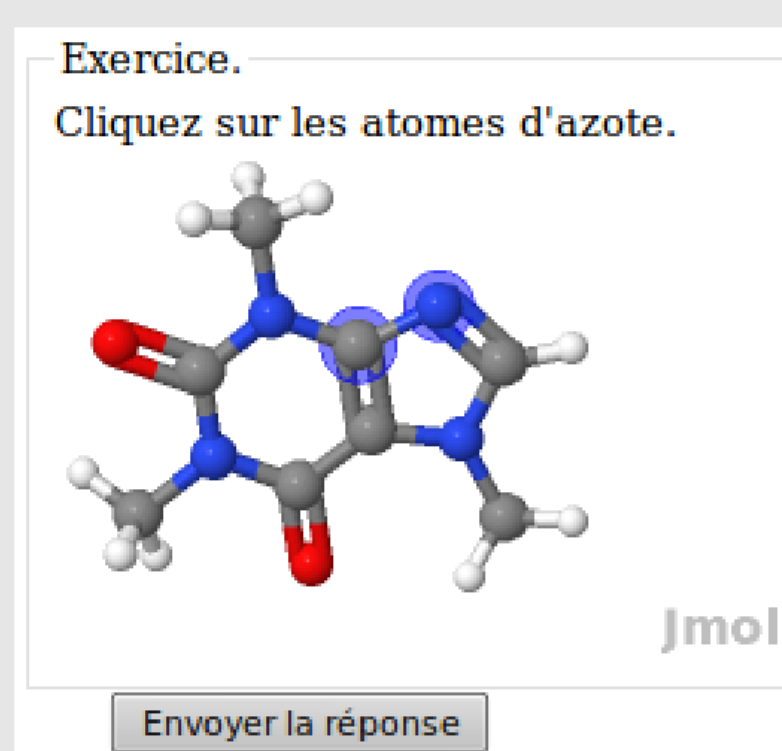 Exercice.
Cliquez sur les atomes d'azote.
Jmol
Envoyer la réponse